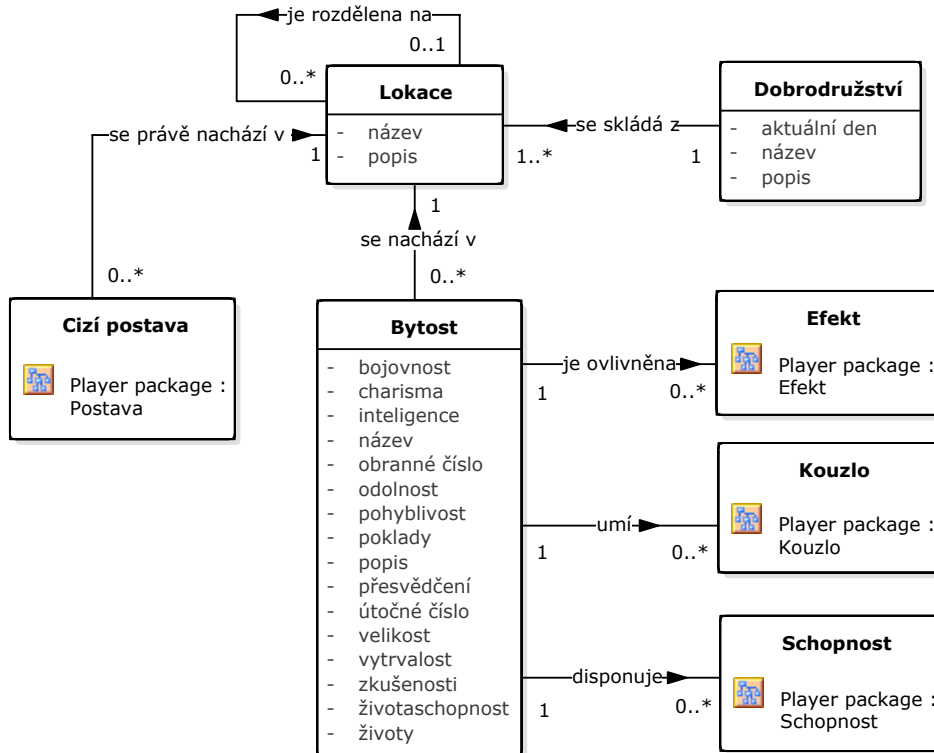 je rozdělena na
0..1
0..*
Lokace
- název
- popis
Dobrodružství
- aktuální den
- název
- popis
se právě nachází v
1
se skládá z
1..*
1
1
se nachází v
0..*
0..*
Cizí postava
Player package :
Postava
Bytost
- bojovnost
- charisma
- inteligence
- název
- obranné číslo
- odolnost
- pohyblivost
- poklady
- popis
- přesvědčení
- útočné číslo
- velikost
- vytrvalost
- zkušenosti
- životaschopnost
- životy
je ovlivněna
1
0..*
Efekt
Player package :
Efekt
umí
1
0..*
Kouzlo
Player package :
Kouzlo
disponuje
1
0..*
Schopnost
Player package :
Schopnost